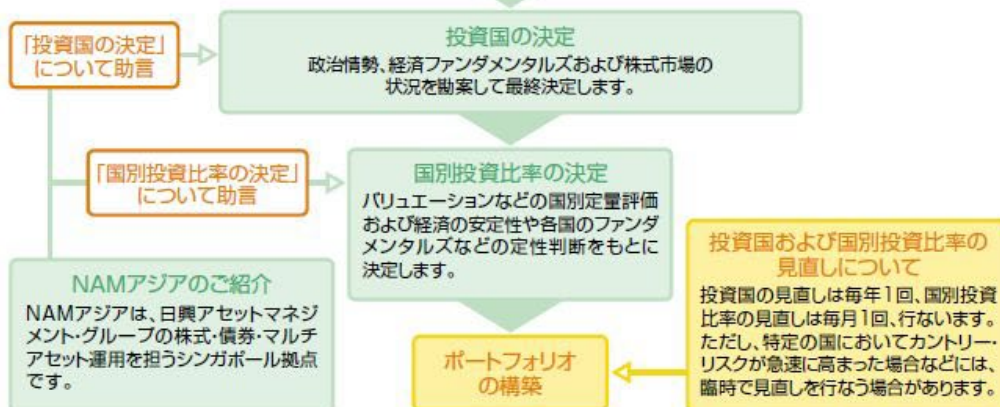 「投資国の決定」
について助言
投資国の決定
政治情勢、経済ファンダメンタルズおよび株式市場の
状況を勘案して最終決定します。
「国別投資比率の決定」
について助言
国別投資比率の決定
バリュエーションなどの国別定量評価
および経済の安定性や各国のファンダ
メンタルズなどの定性判断をもとに
決定します。
NAMアジアのご紹介
NAMアジアは、日興アセットマネジ
メント・グループの株式・債券・マルチ
アセット運用を担うシンガポール拠点
です。
ポートフォリオ
の構築
投資国および国別投資比率の
見直しについて
投資国の見直しは毎年1回、国別投資
比率の見直しは毎月1回、行ないます。
ただし、特定の国においてカントリー・
リスクが急速に高まった場合などには、
臨時で見直しを行なう場合があります。